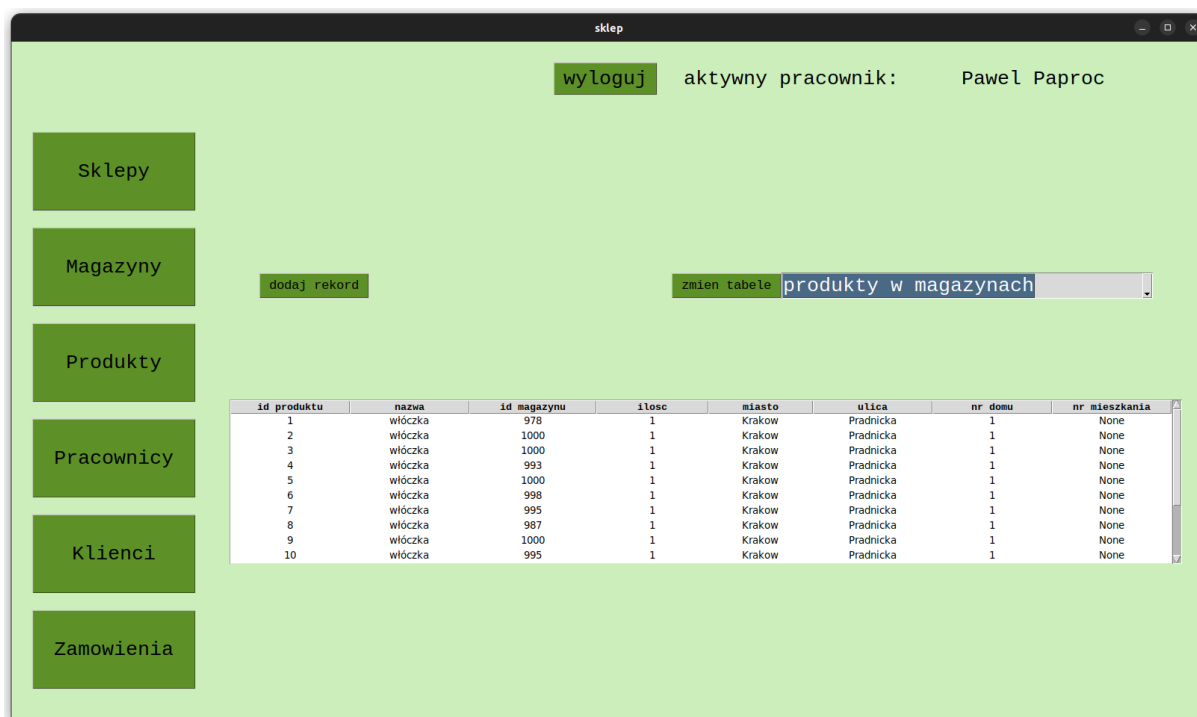 sklep
wyloguj aktywny pracownik: Pawel Paproc
Sklepy
Magazyny
Produkty
Pracownicy
Klienci
Zamowienia
dodaj rekord zmien tabele produkty w magazynach
id produktu nazwa id magazynu ilosc miasto ulica nr domu nr mieszkania
1 włóczka 978 1 Krakow Pradnicka 1 None
2 włóczka 1000 1 Krakow Pradnicka 1 None
3 włóczka 1000 1 Krakow Pradnicka 1 None
4 włóczka 993 1 Krakow Pradnicka 1 None
5 włóczka 1000 1 Krakow Pradnicka 1 None
6 włóczka 998 1 Krakow Pradnicka 1 None
7 włóczka 995 1 Krakow Pradnicka 1 None
8 włóczka 987 1 Krakow Pradnicka 1 None
9 włóczka 1000 1 Krakow Pradnicka 1 None
10 włóczka 995 1 Krakow Pradnicka 1 None